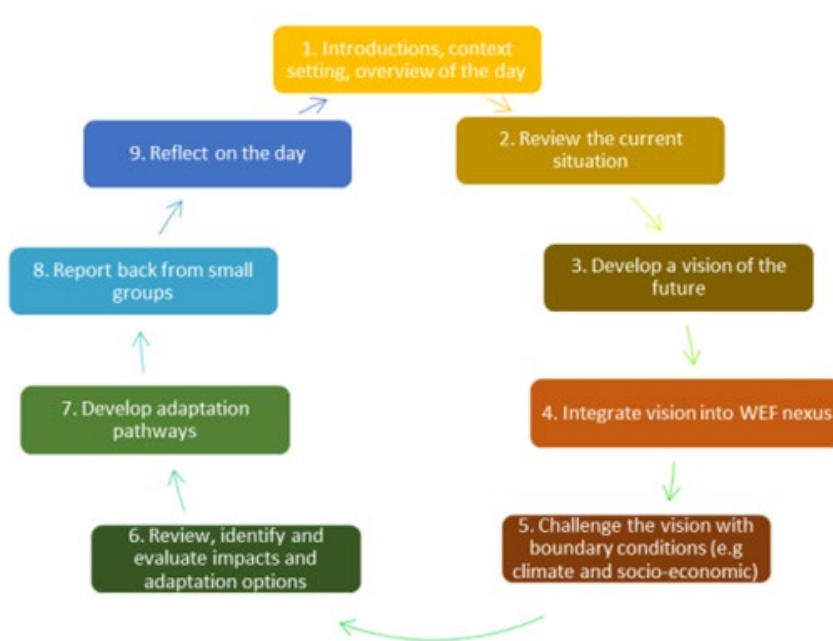 1. Introductions, context
setting, overview of the day
2. Review the current
situation
3. Develop a vision of the
future
4. Integrate vision into WEF nexus
5. Challenge the vision with
boundary conditions (e.g
climate and socio-economic)
6. Review, identify and
evaluate impacts and
adaptation options
7. Develop adaptation
pathways
8. Report back from small
groups
9. Reflect on the day